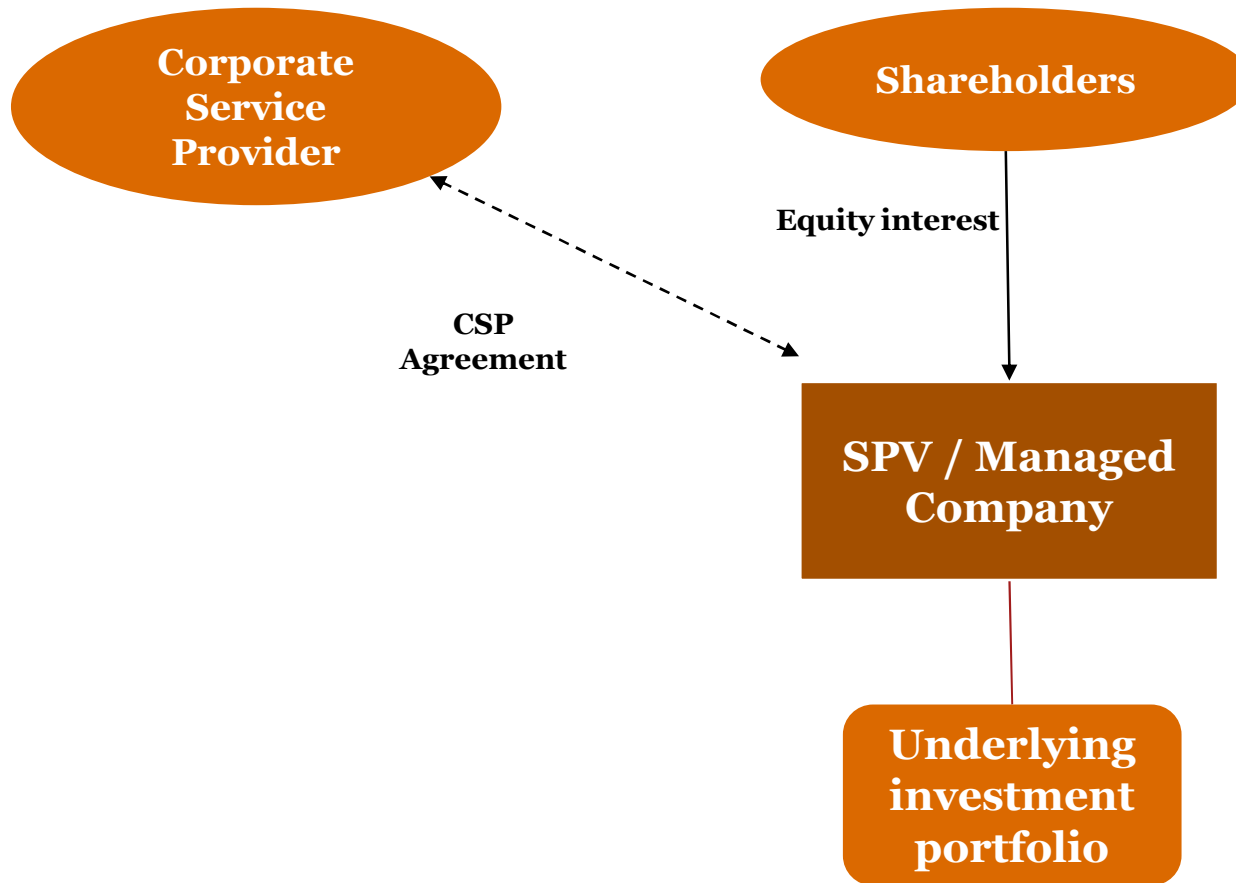 Corporate
Service
Provider
Shareholders
Equity interest
CSP
Agreement
SPV / Managed
Company
Underlying
investment
portfolio